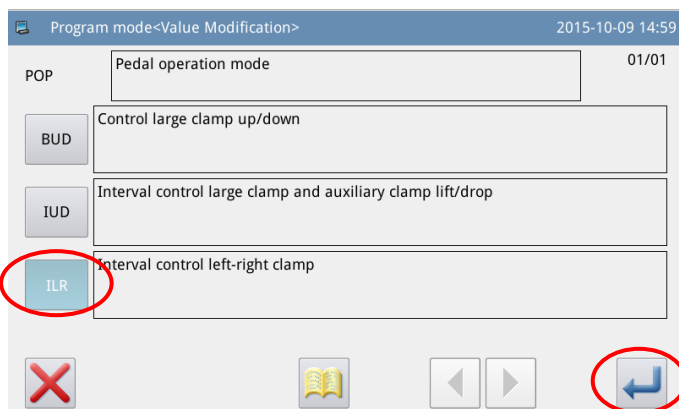 Program mode<Value Modification> 2015-10-09 14:59
POP Pedal operation mode 01/01
BUD Control large clamp up/down
IUD Interval control large clamp and auxiliary clamp lift/drop
ILR Interval control left-right clamp